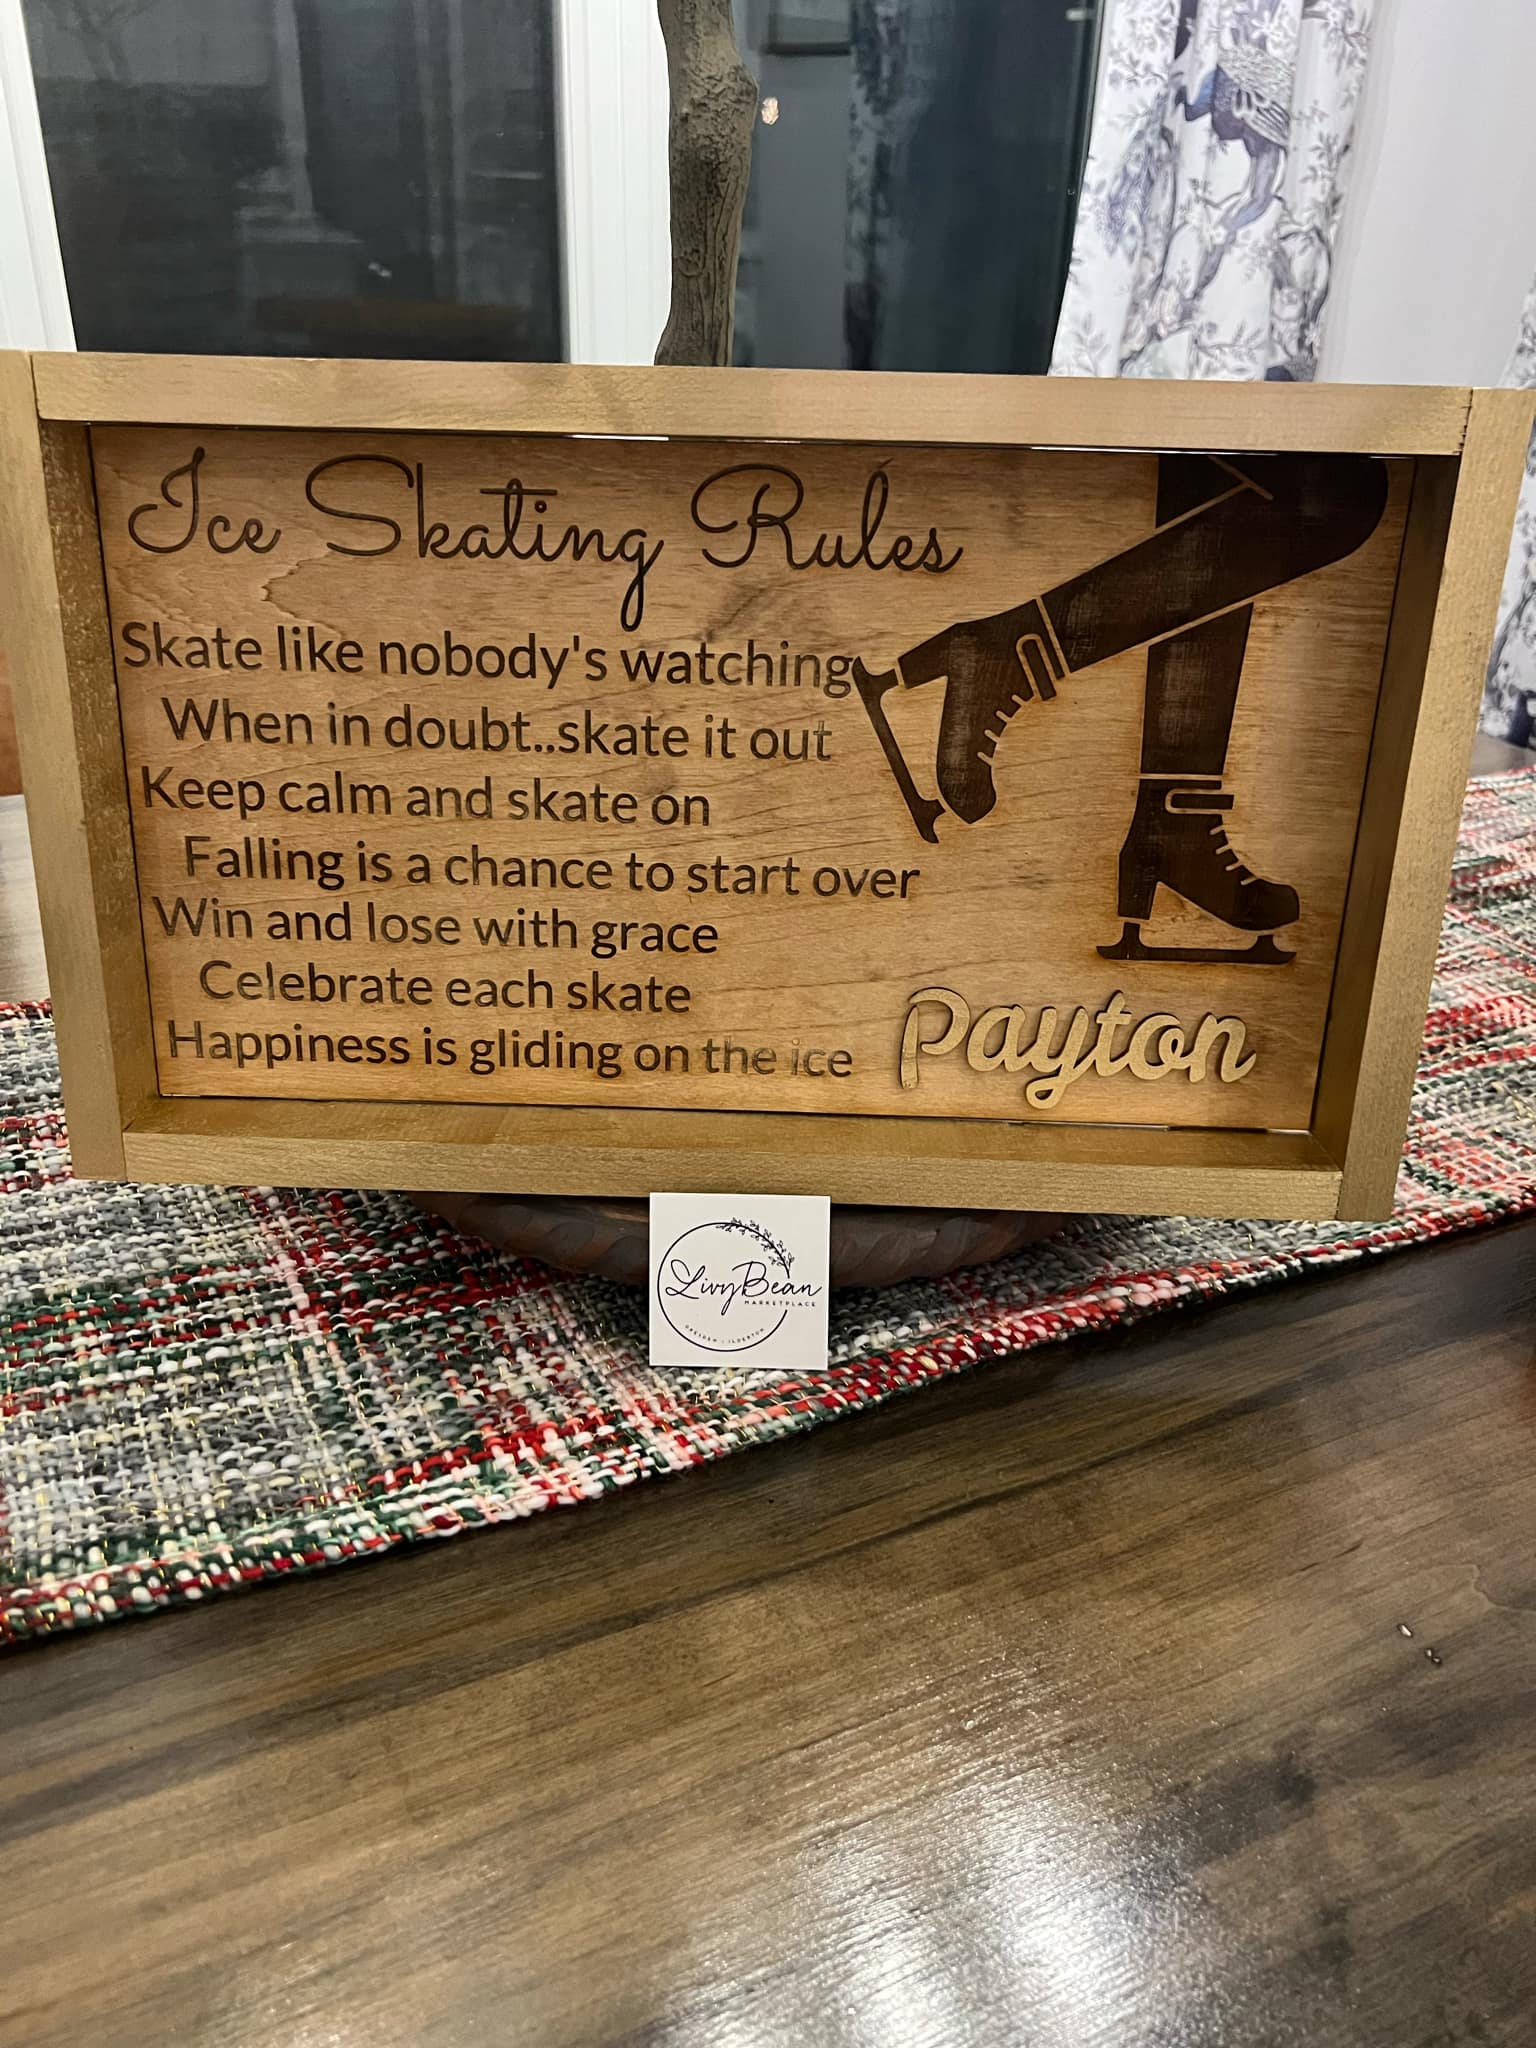 Ice Skating Rules
Skate like nobody's watching
When in doubt..skate it out
Keep calm and skate on
Falling is a chance to start over
Win and lose with grace
Celebrate each skate
Happiness is gliding on the ice
Payton
LivyBean
MARKETPLACE
DRESDEN - ILDERTON